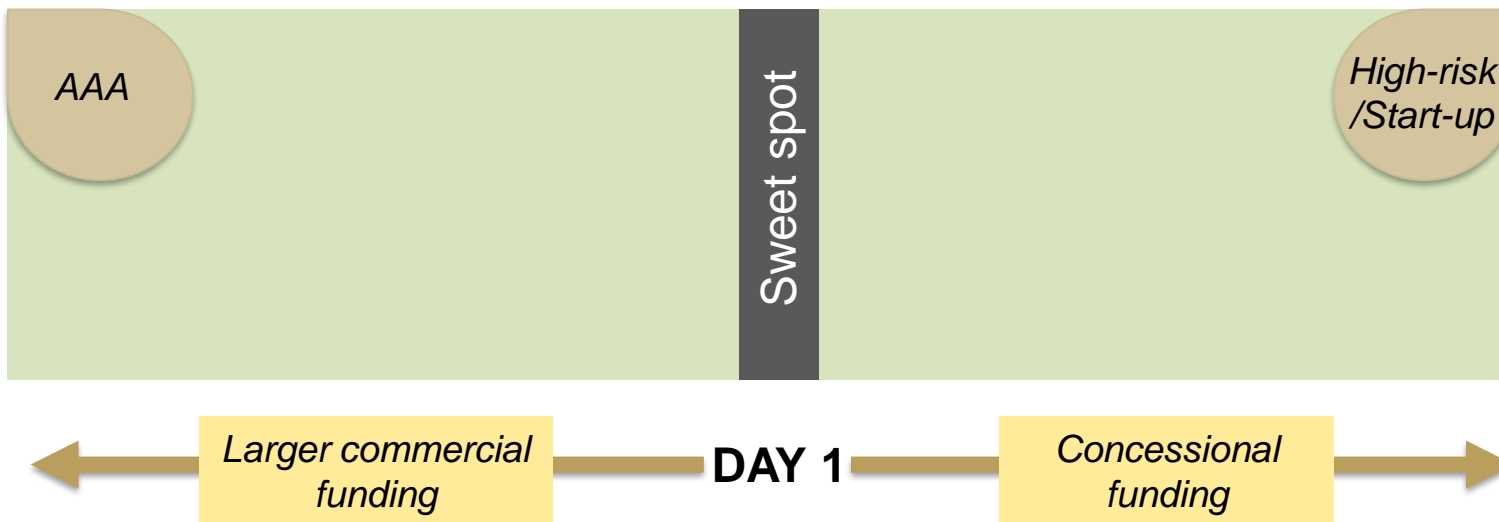 AAA
Sweet spot
High-risk
/Start-up
Larger commercial
funding
DAY 1
Concessional
funding